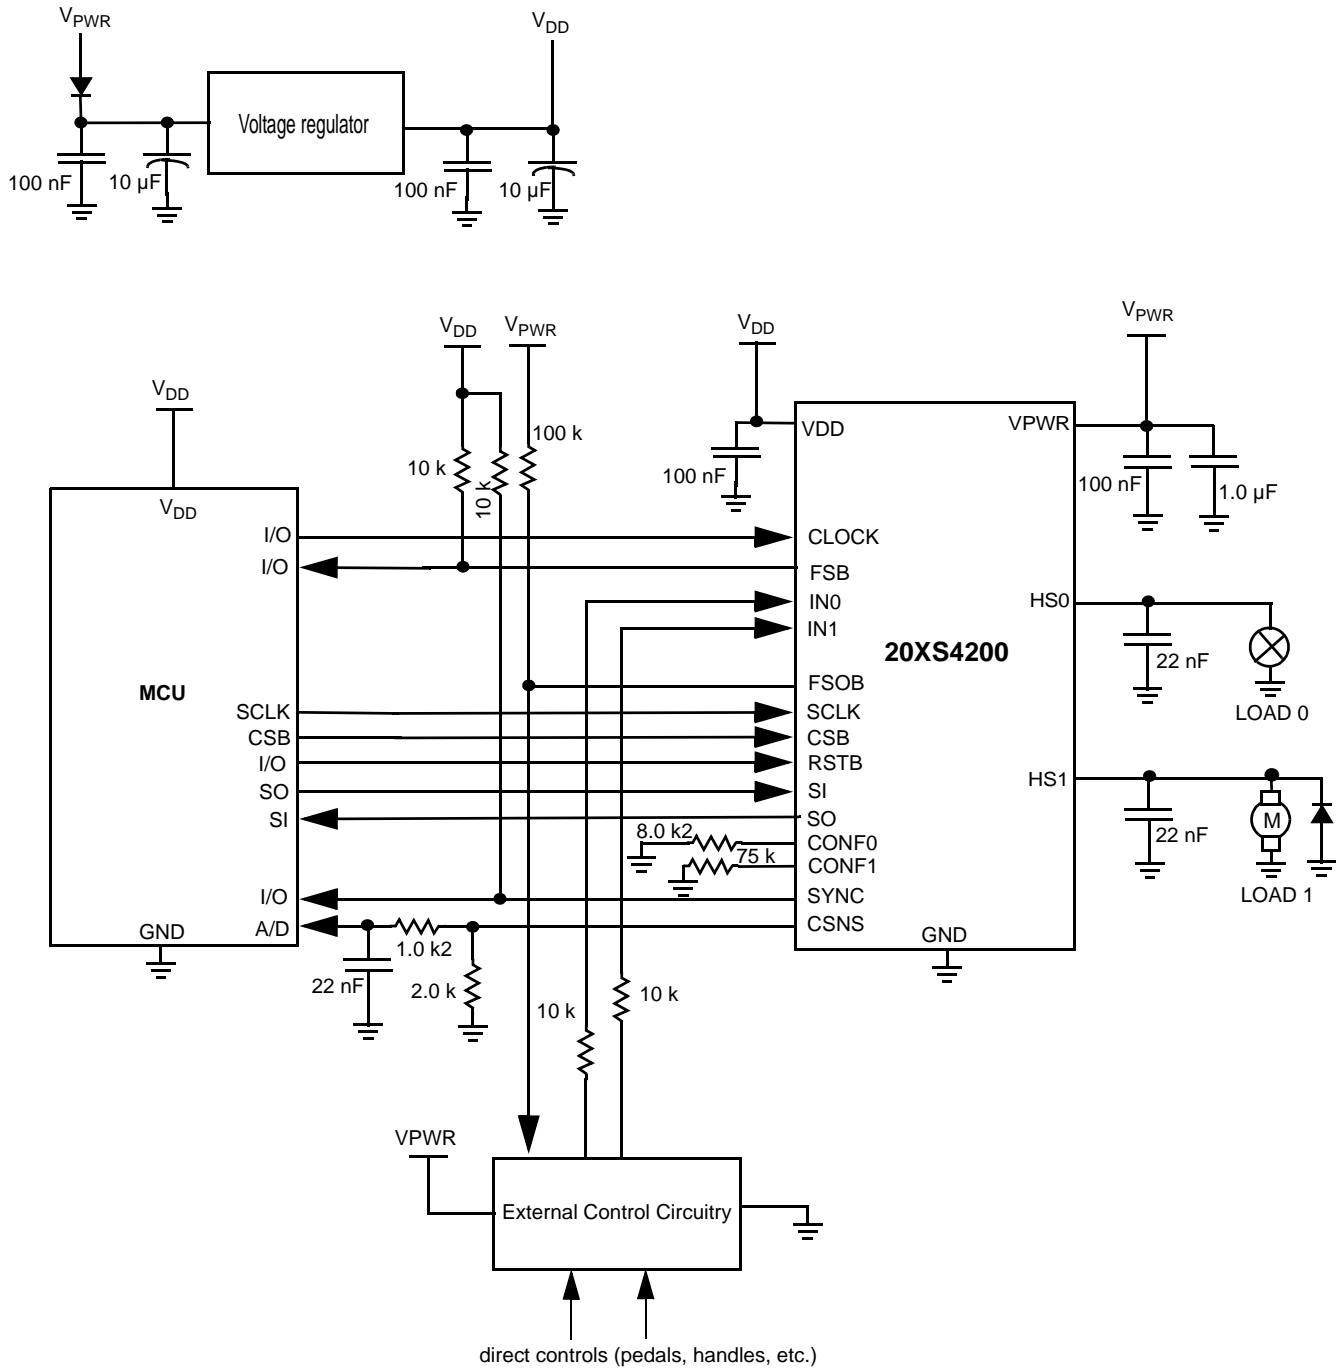 VPWR
VDD
Voltage regulator
100 nF
10 µF
100 nF
10 µF
VDD
VPWR
VDD
VPWR
VDD
100 k
10 k
10 k
VDD
VPWR
100 nF
100 nF
1.0 µF
VDD
I/O
CLOCK
I/O
FSB
IN0
HS0
IN1
20XS4200
22 nF
MCU
FSOB
LOAD 0
SCLK
SCLK
CSB
CSB
I/O
RSTB
HS1
SO
SI
SI
SO
M
22 nF
8.0 k2
CONF0
75 k
CONF1
I/O
SYNC
LOAD 1
A/D
CSNS
GND
GND
1.0 k2
22 nF
2.0 k
10 k
10 k
VPWR
External Control Circuitry
direct controls (pedals, handles, etc.)